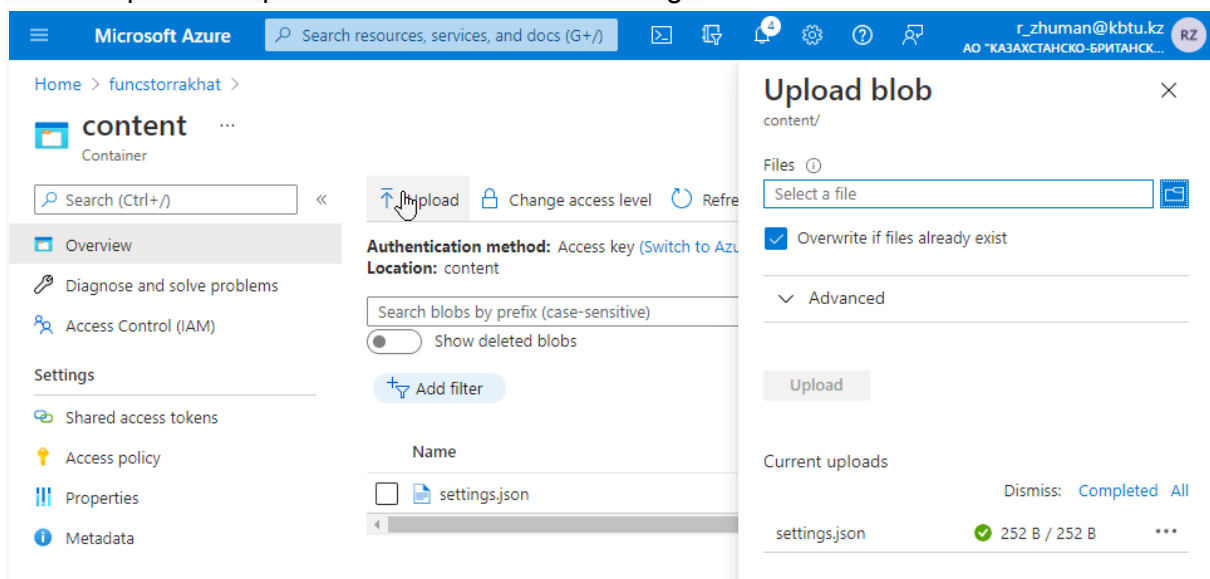 Microsoft Azure
Search resources, services, and docs (G+/)
4
r_zhuman@kbtu.kz
АО "КАЗАХСТАНСКО-БРИТАНСК...
RZ
Home > funcstorrakhat >
content ...
Container
Search (Ctrl+/)
«
Overview
Diagnose and solve problems
Access Control (IAM)
Settings
Shared access tokens
Access policy
Properties
Metadata
Upload
Change access level
Refre
Authentication method: Access key (Switch to Azu
Location: content
Search blobs by prefix (case-sensitive)
Show deleted blobs
Add filter
Name
settings.json
Upload blob
content/
Files
Select a file
Overwrite if files already exist
Advanced
Upload
Current uploads
Dismiss: Completed All
settings.json 252 B / 252 B ...